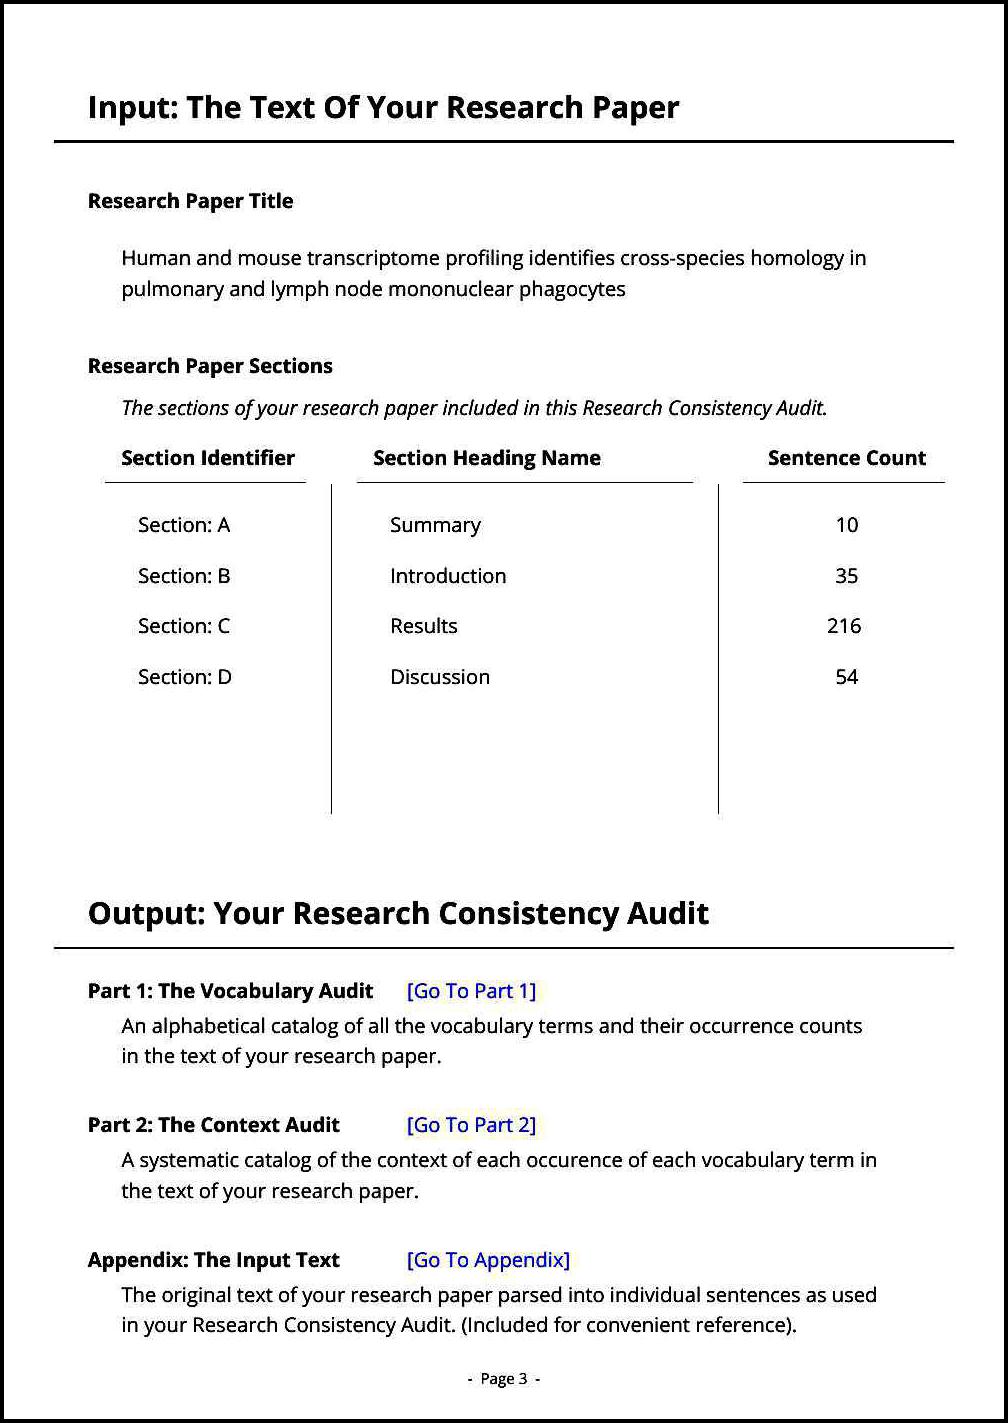 Input: The Text Of Your Research Paper
Research Paper Title
Human and mouse transcriptome profiling identifies cross-species homology in
pulmonary and lymph node mononuclear phagocytes
Research Paper Sections
The sections of your research paper included in this Research Consistency Audit.
Section Identifier Section Heading Name Sentence Count
Section: A Summary 10
Section: B Introduction 35
Section: C Results 216
Section: D Discussion 54
Output: Your Research Consistency Audit
Part 1: The Vocabulary Audit [Go To Part 1]
An alphabetical catalog of all the vocabulary terms and their occurrence counts
in the text of your research paper.
Part 2: The Context Audit [Go To Part 2]
A systematic catalog of the context of each occurence of each vocabulary term in
the text of your research paper.
Appendix: The Input Text [Go To Appendix]
The original text of your research paper parsed into individual sentences as used
in your Research Consistency Audit. (Included for convenient reference).
- Page 3 -